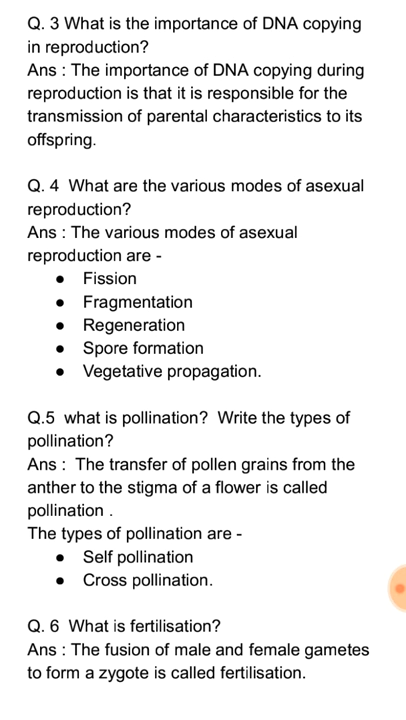 Q. 3 What is the importance of DNA copying
in reproduction?
Ans : The importance of DNA copying during
reproduction is that it is responsible for the
transmission of parental characteristics to its
offspring.
Q. 4  What are the various modes of asexual
reproduction?
Ans : The various modes of asexual
reproduction are -
● Fission
● Fragmentation
● Regeneration
● Spore formation
● Vegetative propagation.
Q.5  what is pollination?  Write the types of
pollination?
Ans :  The transfer of pollen grains from the
anther to the stigma of a flower is called
pollination .
The types of pollination are -
● Self pollination
● Cross pollination.
Q. 6  What is fertilisation?
Ans : The fusion of male and female gametes
to form a zygote is called fertilisation.